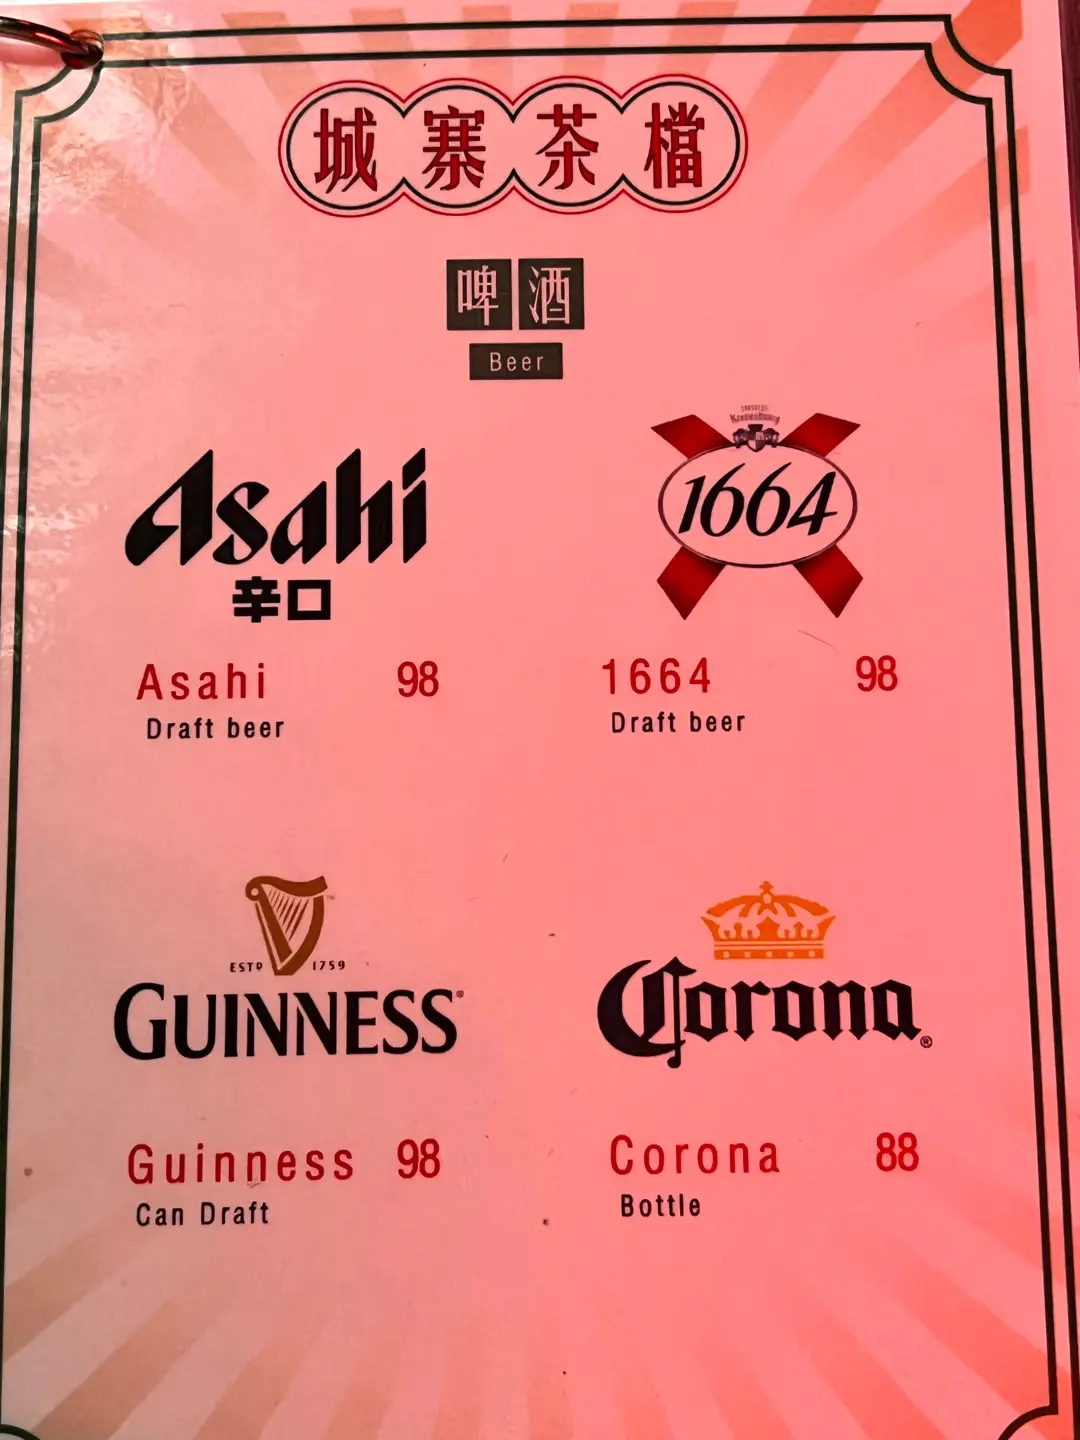 城寨茶檔
啤酒
Beer
Asahi
辛口
Asahi 98
Draft beer
Kronenbourg
1664
1664 98
Draft beer
ESTD 1759
GUINNESS
Guinness 98
Can Draft
Corona®
Corona 88
Bottle